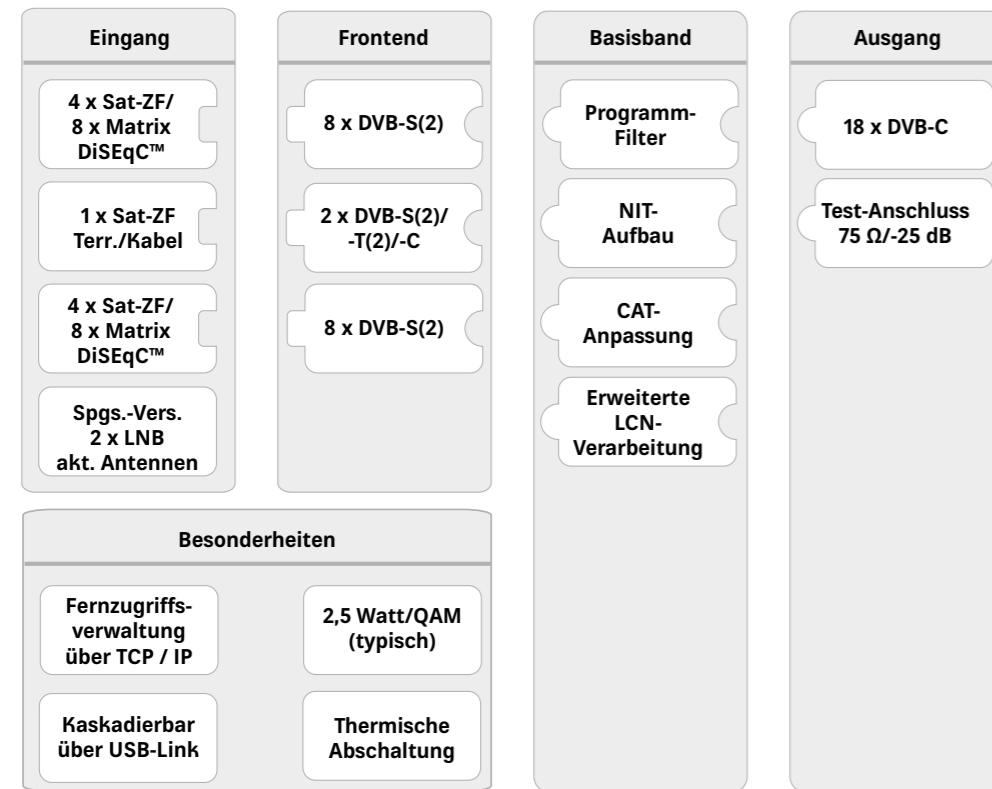 Eingang
4 x Sat-ZF/
8 x Matrix
DiSEqC™
1 x Sat-ZF
Terr./Kabel
4 x Sat-ZF/
8 x Matrix
DiSEqC™
Spgs.-Vers.
2 x LNB
akt. Antennen
Frontend
8 x DVB-S(2)
2 x DVB-S(2)/
-T(2)/-C
8 x DVB-S(2)
Basisband
Programm-
Filter
NIT-
Aufbau
CAT-
Anpassung
Erweiterte
LCN-
Verarbeitung
Ausgang
18 x DVB-C
Test-Anschluss
75 Ω/-25 dB
Besonderheiten
Fernzugriffs-
verwaltung
über TCP / IP
2,5 Watt/QAM
(typisch)
Kaskadierbar
über USB-Link
Thermische
Abschaltung